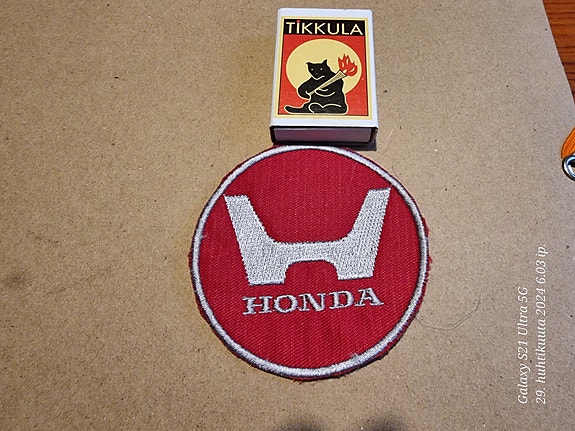 TiKKULA
HONDA
Galaxy S21 Ultra 5G
29. huhtikuuta 2024 6.03 ip.